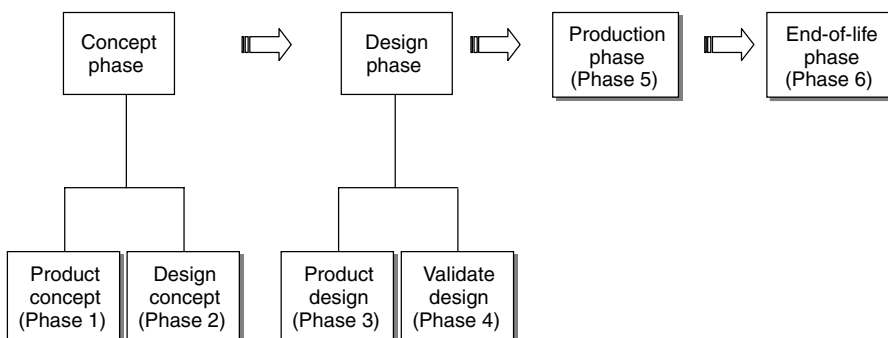 Concept
phase
Design
phase
Production
phase
(Phase 5)
End-of-life
phase
(Phase 6)
Product
concept
(Phase 1)
Design
concept
(Phase 2)
Product
design
(Phase 3)
Validate
design
(Phase 4)